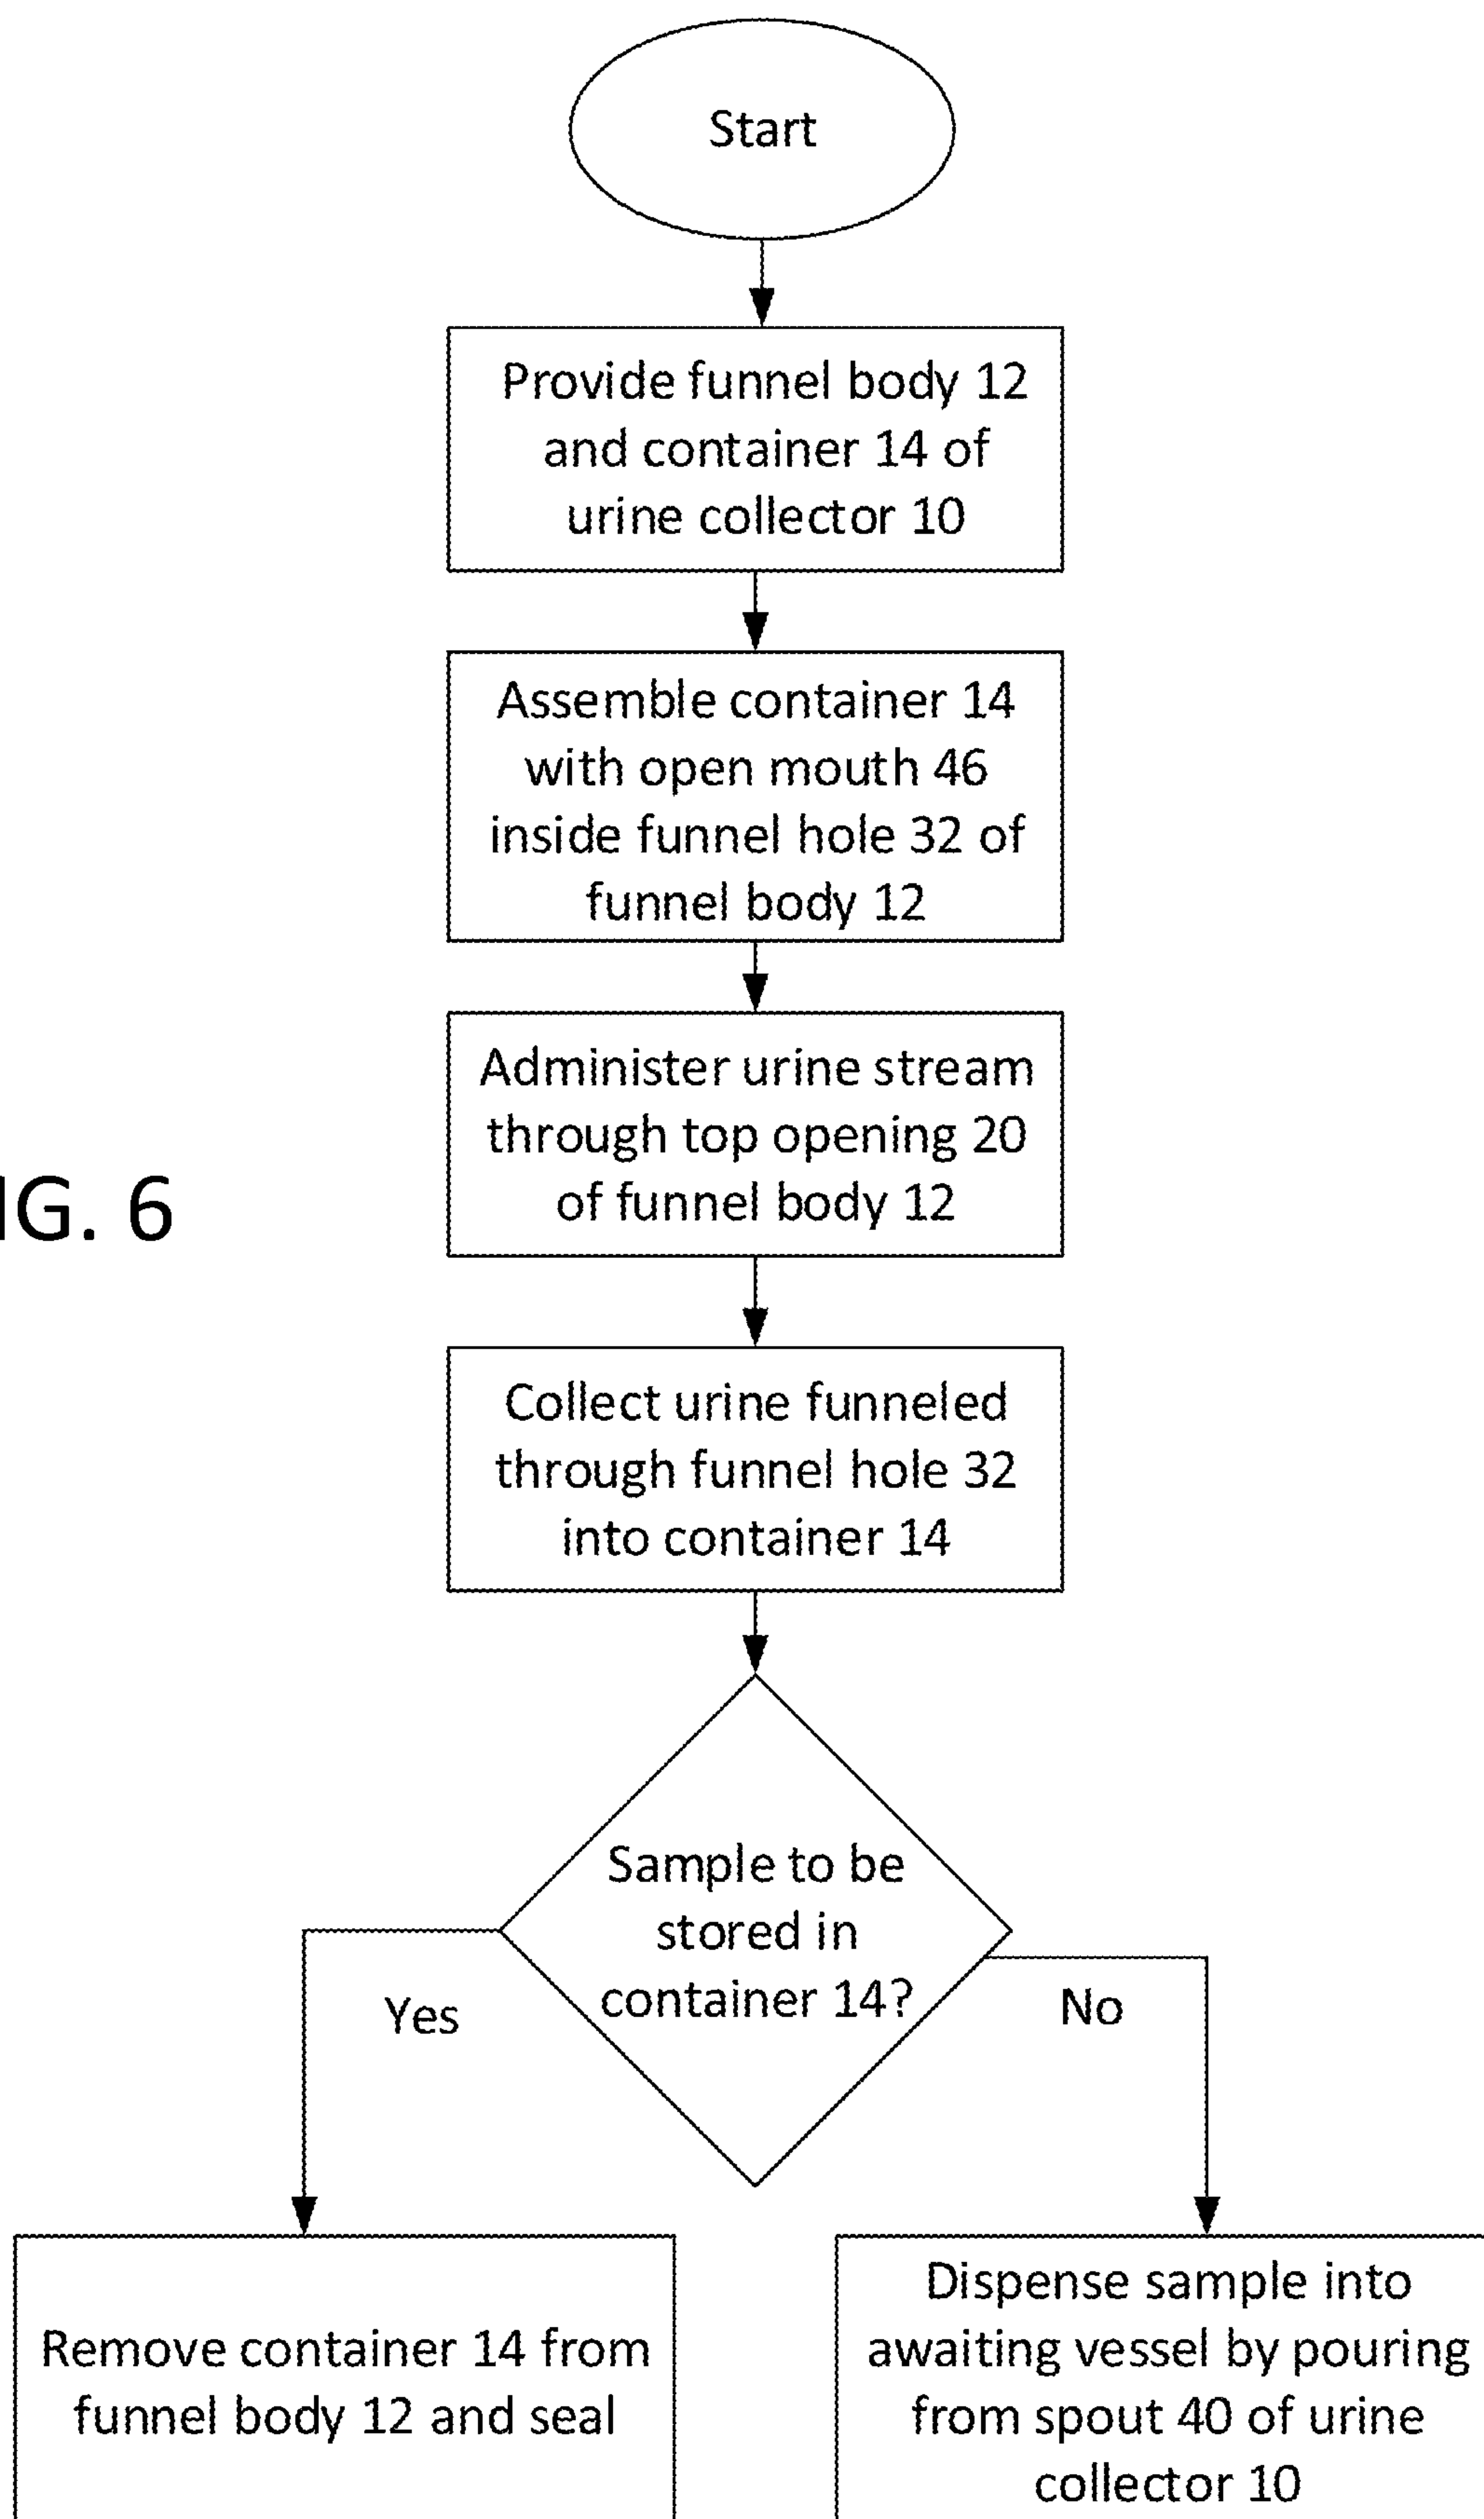 Start
Provide funnel body 12
and container 14 of
urine collector 10
Assemble container 14
with open mouth 46
inside funnel hole 32 of
funnel body 12
Administer urine stream
through top opening 20
of funnel body 12
IG. 6
Collect urine funneled
through funnel hole 32
into container 14
Sample to be
stored in
container 14?
Yes
No
Remove container 14 from
funnel body 12 and seal
Dispense sample into
awaiting vessel by pouring
from spout 40 of urine
collector 10